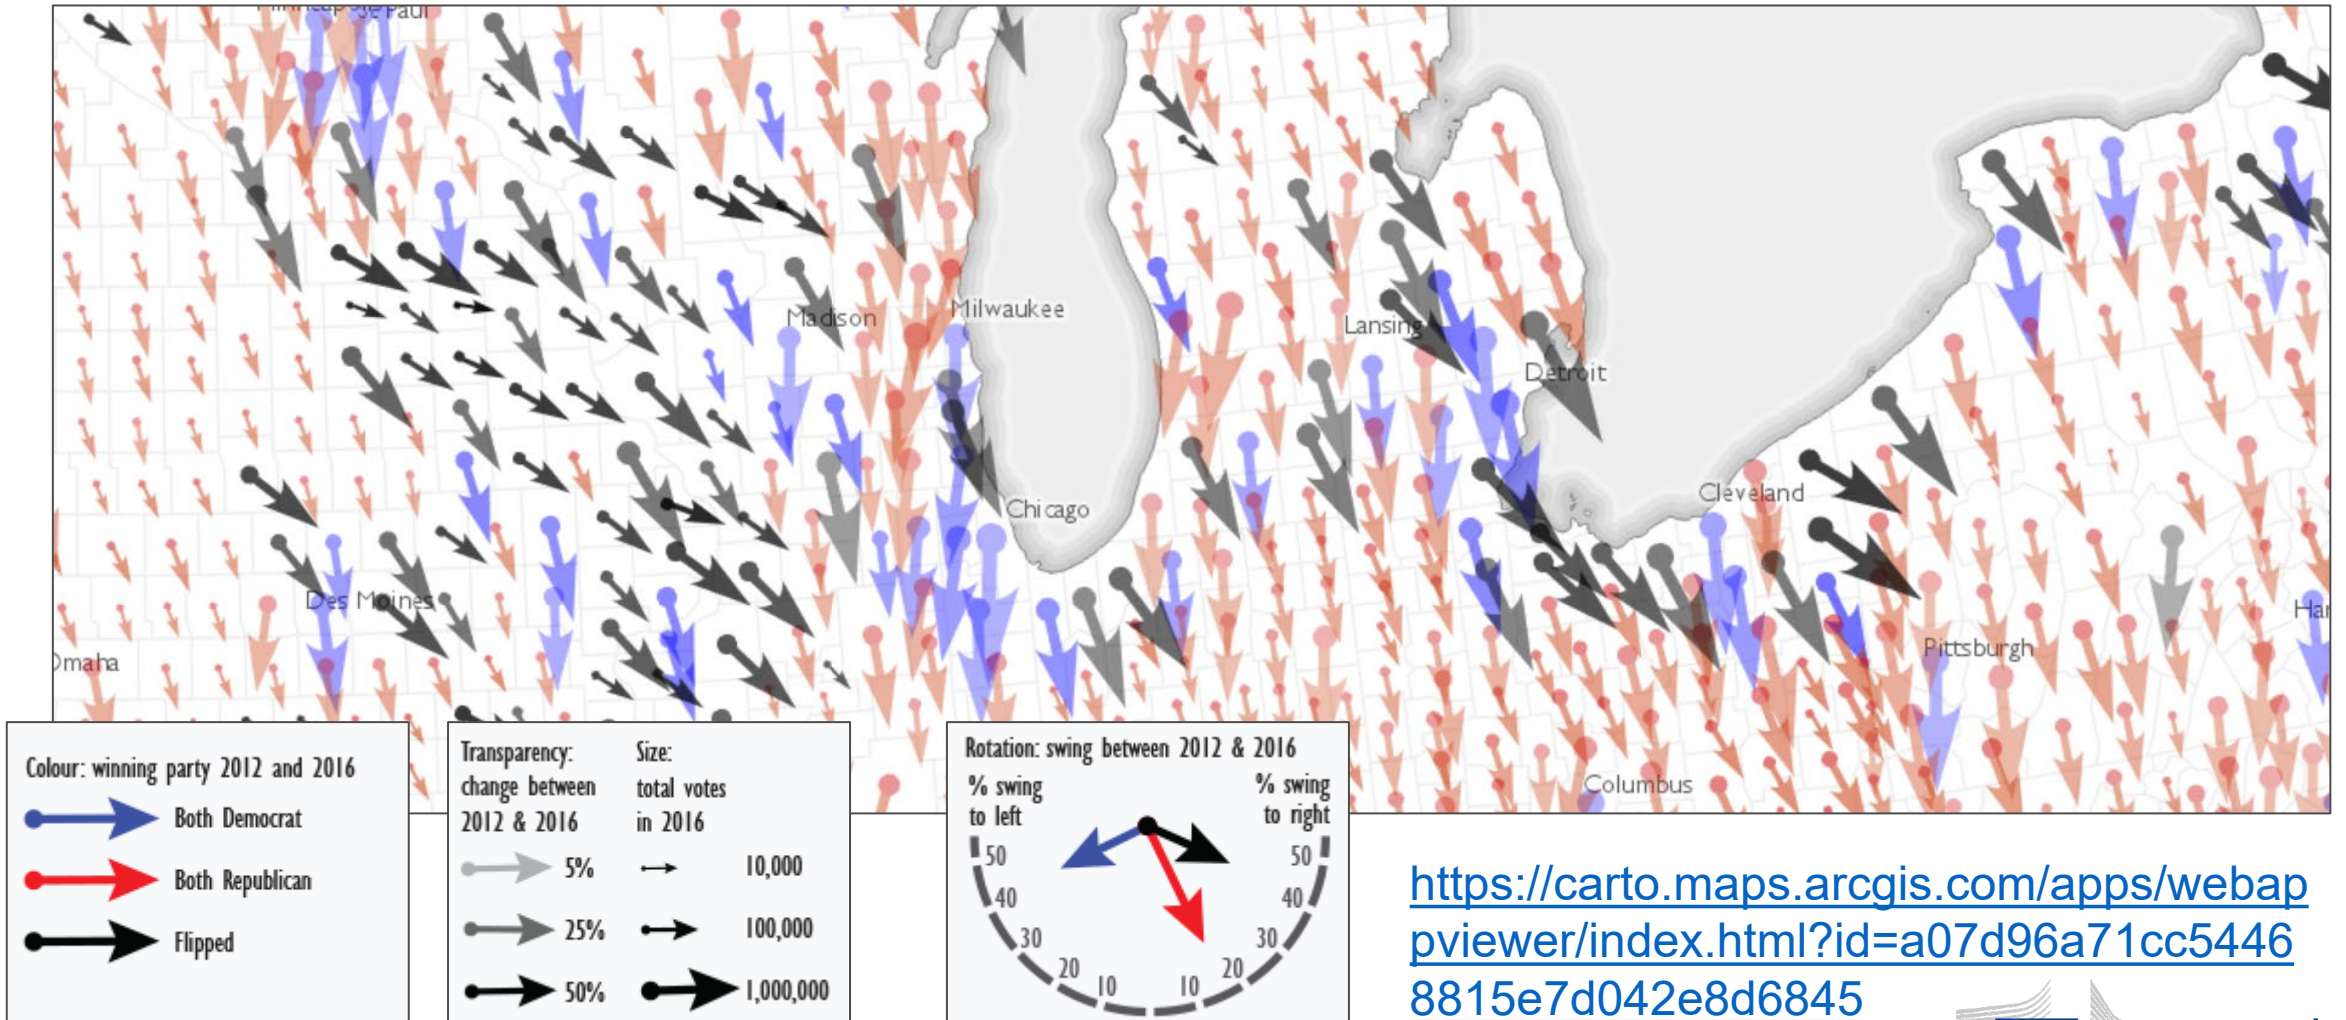 St Paul
Madison
Milwaukee
Lansing
Detroit
Chicago
Cleveland
Des Moines
Pittsburgh
Columbus
Colour: winning party 2012 and 2016
Both Democrat
Both Republican
Flipped
Transparency:
change between
2012 & 2016
5%
25%
50%
Size:
total votes
in 2016
10,000
100,000
1,000,000
Rotation: swing between 2012 & 2016
% swing
to left
% swing
to right
50
40
30
20
10
10
20
30
40
50
https://carto.maps.arcgis.com/apps/webap
pviewer/index.html?id=a07d96a71cc5446
8815e7d042e8d6845